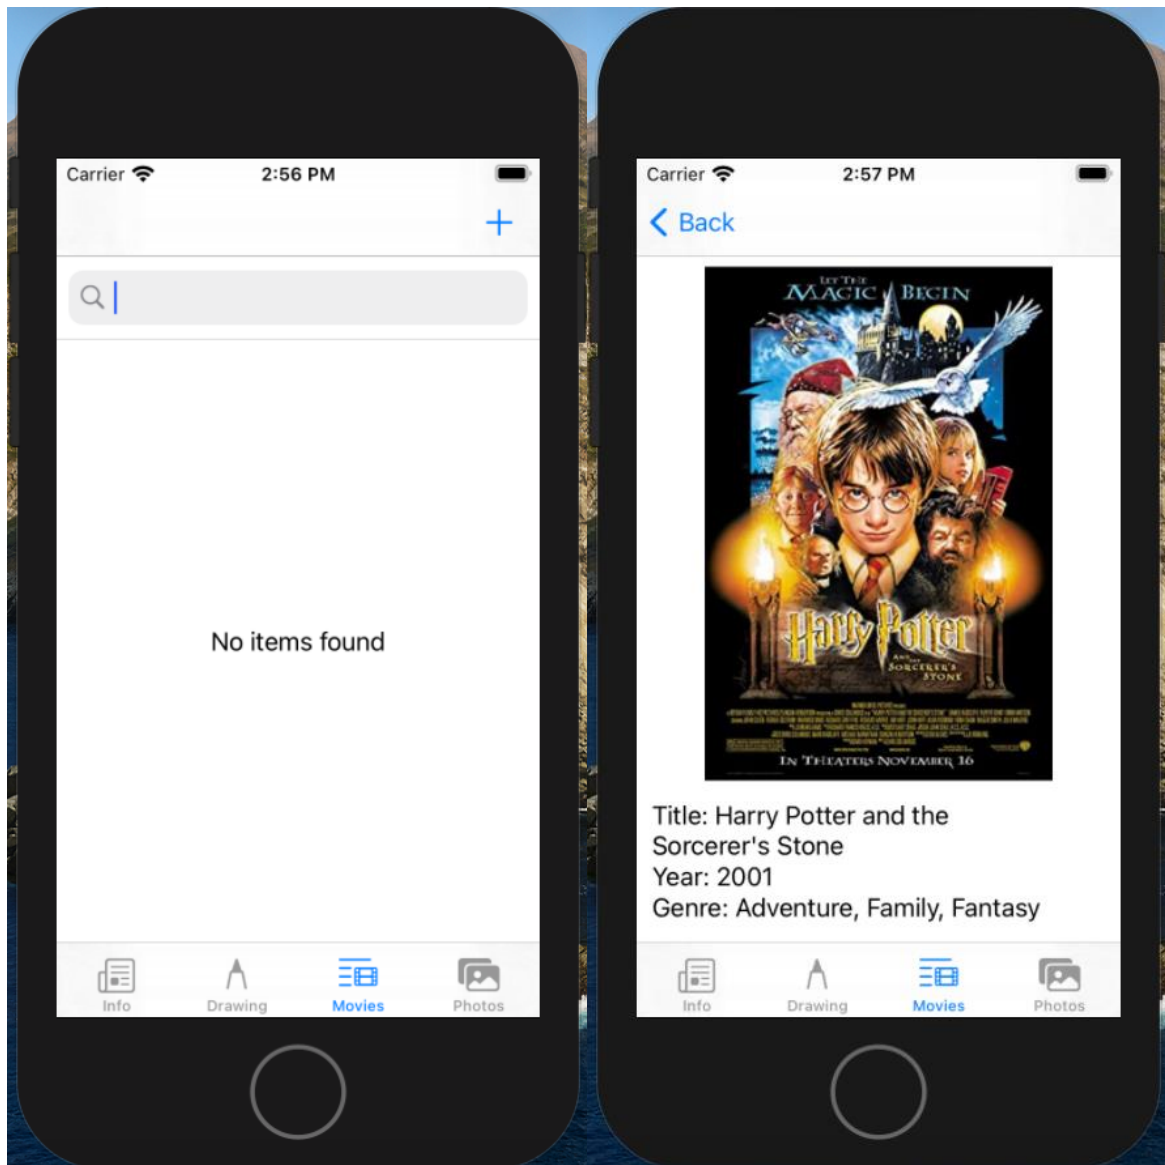 Carrier
2:56 PM
No items found
Info
Drawing
Movies
Photos
Carrier
2:57 PM
Back
LET THE
MAGIC BEGIN
Harry Potter
AND THE
SORCERER'S
STONE
IN THEATERS NOVEMBER 16
Title: Harry Potter and the
Sorcerer's Stone
Year: 2001
Genre: Adventure, Family, Fantasy
Info
Drawing
Movies
Photos